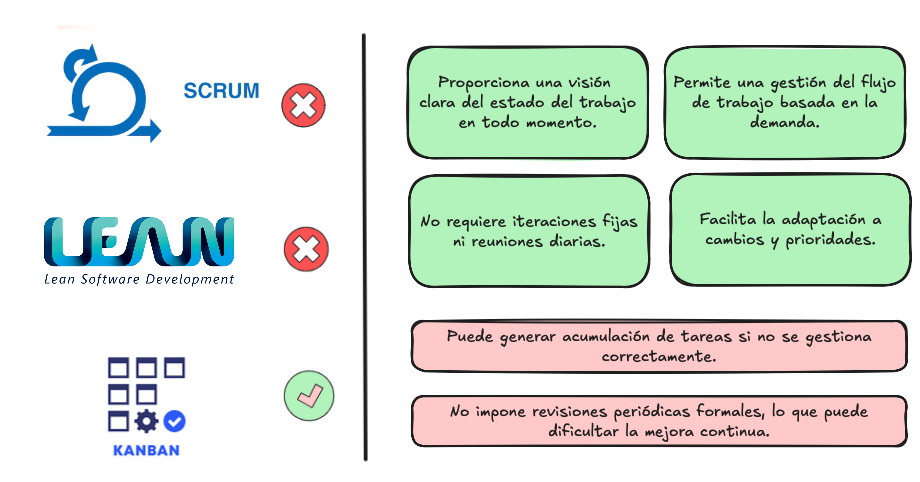 SCRUM
LEAN
Lean Software Development
KANBAN
Proporciona una visión
clara del estado del trabajo
en todo momento.
Permite una gestión del flujo
de trabajo basada en la
demanda.
No requiere iteraciones fijas
ni reuniones diarias.
Facilita la adaptación a
cambios y prioridades.
Puede generar acumulación de tareas si no se gestiona
correctamente.
No impone revisiones periódicas formales, lo que puede
dificultar la mejora continua.